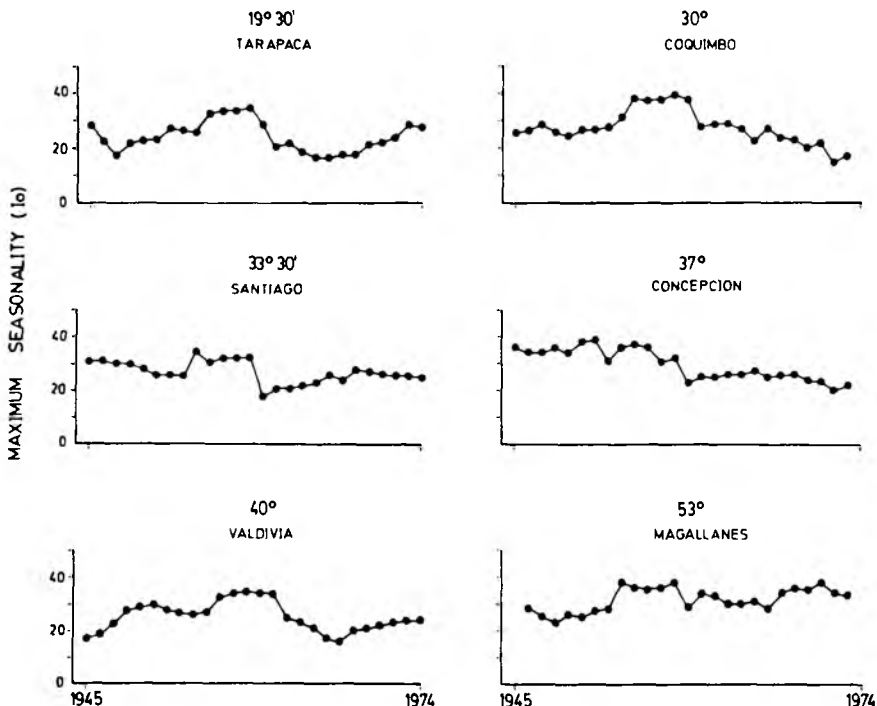 19° 30'
TARAPACA
30°
COQUIMBO
40
20
0
33° 30'
SANTIAGO
37°
CONCEPCION
MAXIMUM SEASONALITY (Io)
40
20
0
40°
VALDIVIA
53°
MAGALLANES
40
20
0
1945
1974
1945
1974